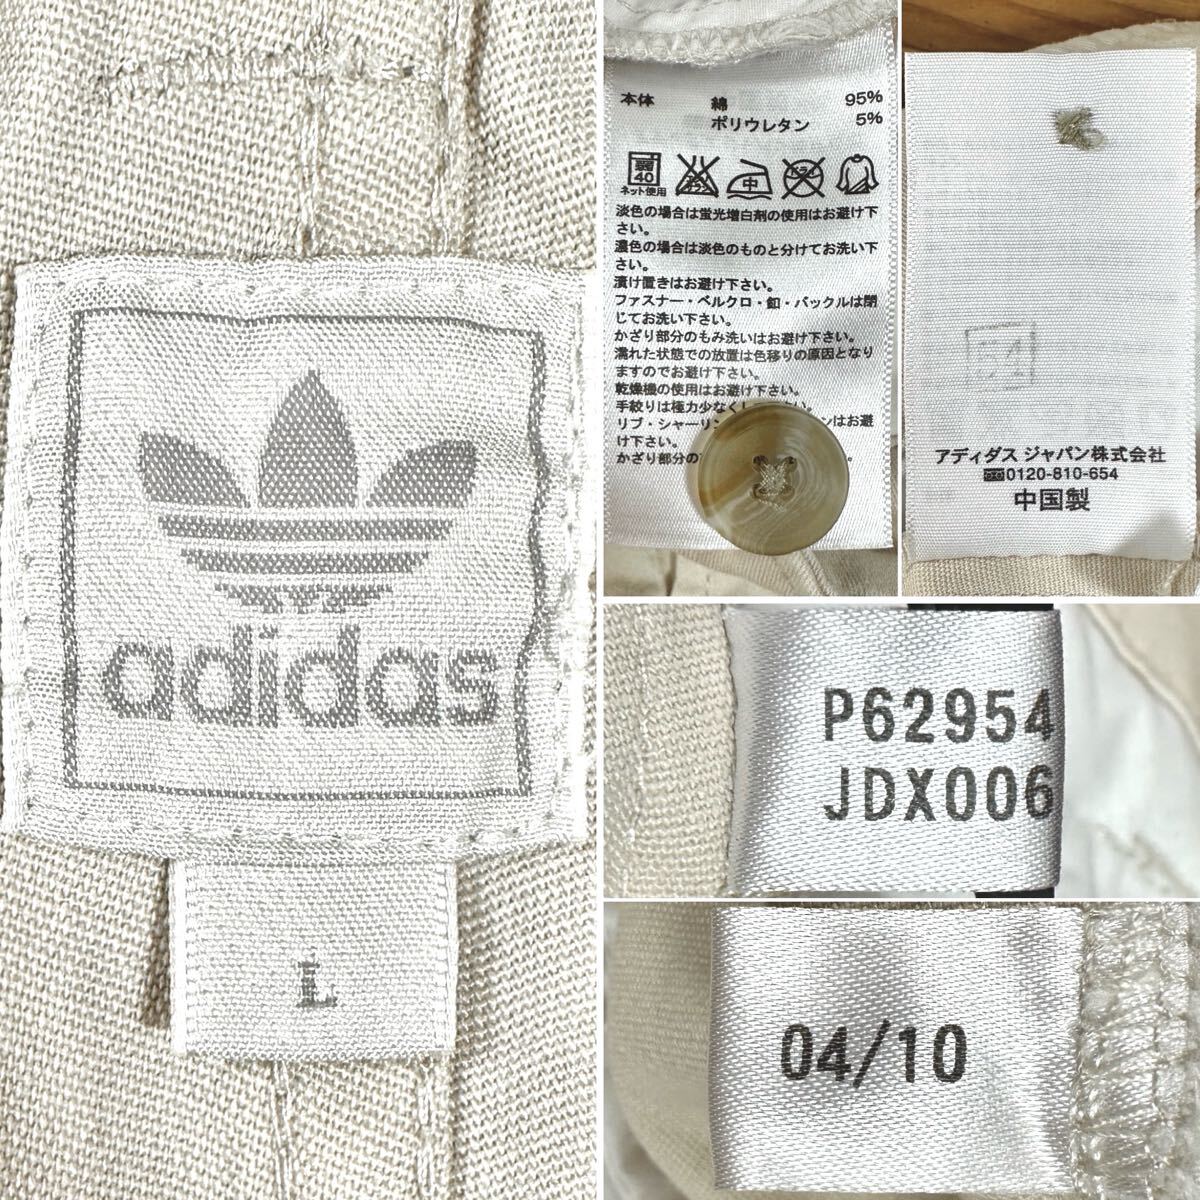 adidas
L
本体 綿 95%
ポリウレタン 5%
弱 40 中
ネット使用
淡色の場合は蛍光増白剤の使用はお避け下
さい。
濃色の場合は淡色のものと分けてお洗い下
さい。
漬け置きはお避け下さい。
ファスナー・ベルクロ・釦・バックルは閉
じてお洗い下さい。
かざり部分のもみ洗いはお避け下さい。
濡れた状態での放置は色移りの原因となり
ますのでお避け下さい。
乾燥機の使用はお避け下さい。
手絞りは極力少なくし
リブ・シャーリン はお避
け下さい。
かざり部分の
54
アディダス ジャパン株式会社
0120-810-654
中国製
P62954
JDX006
04/10